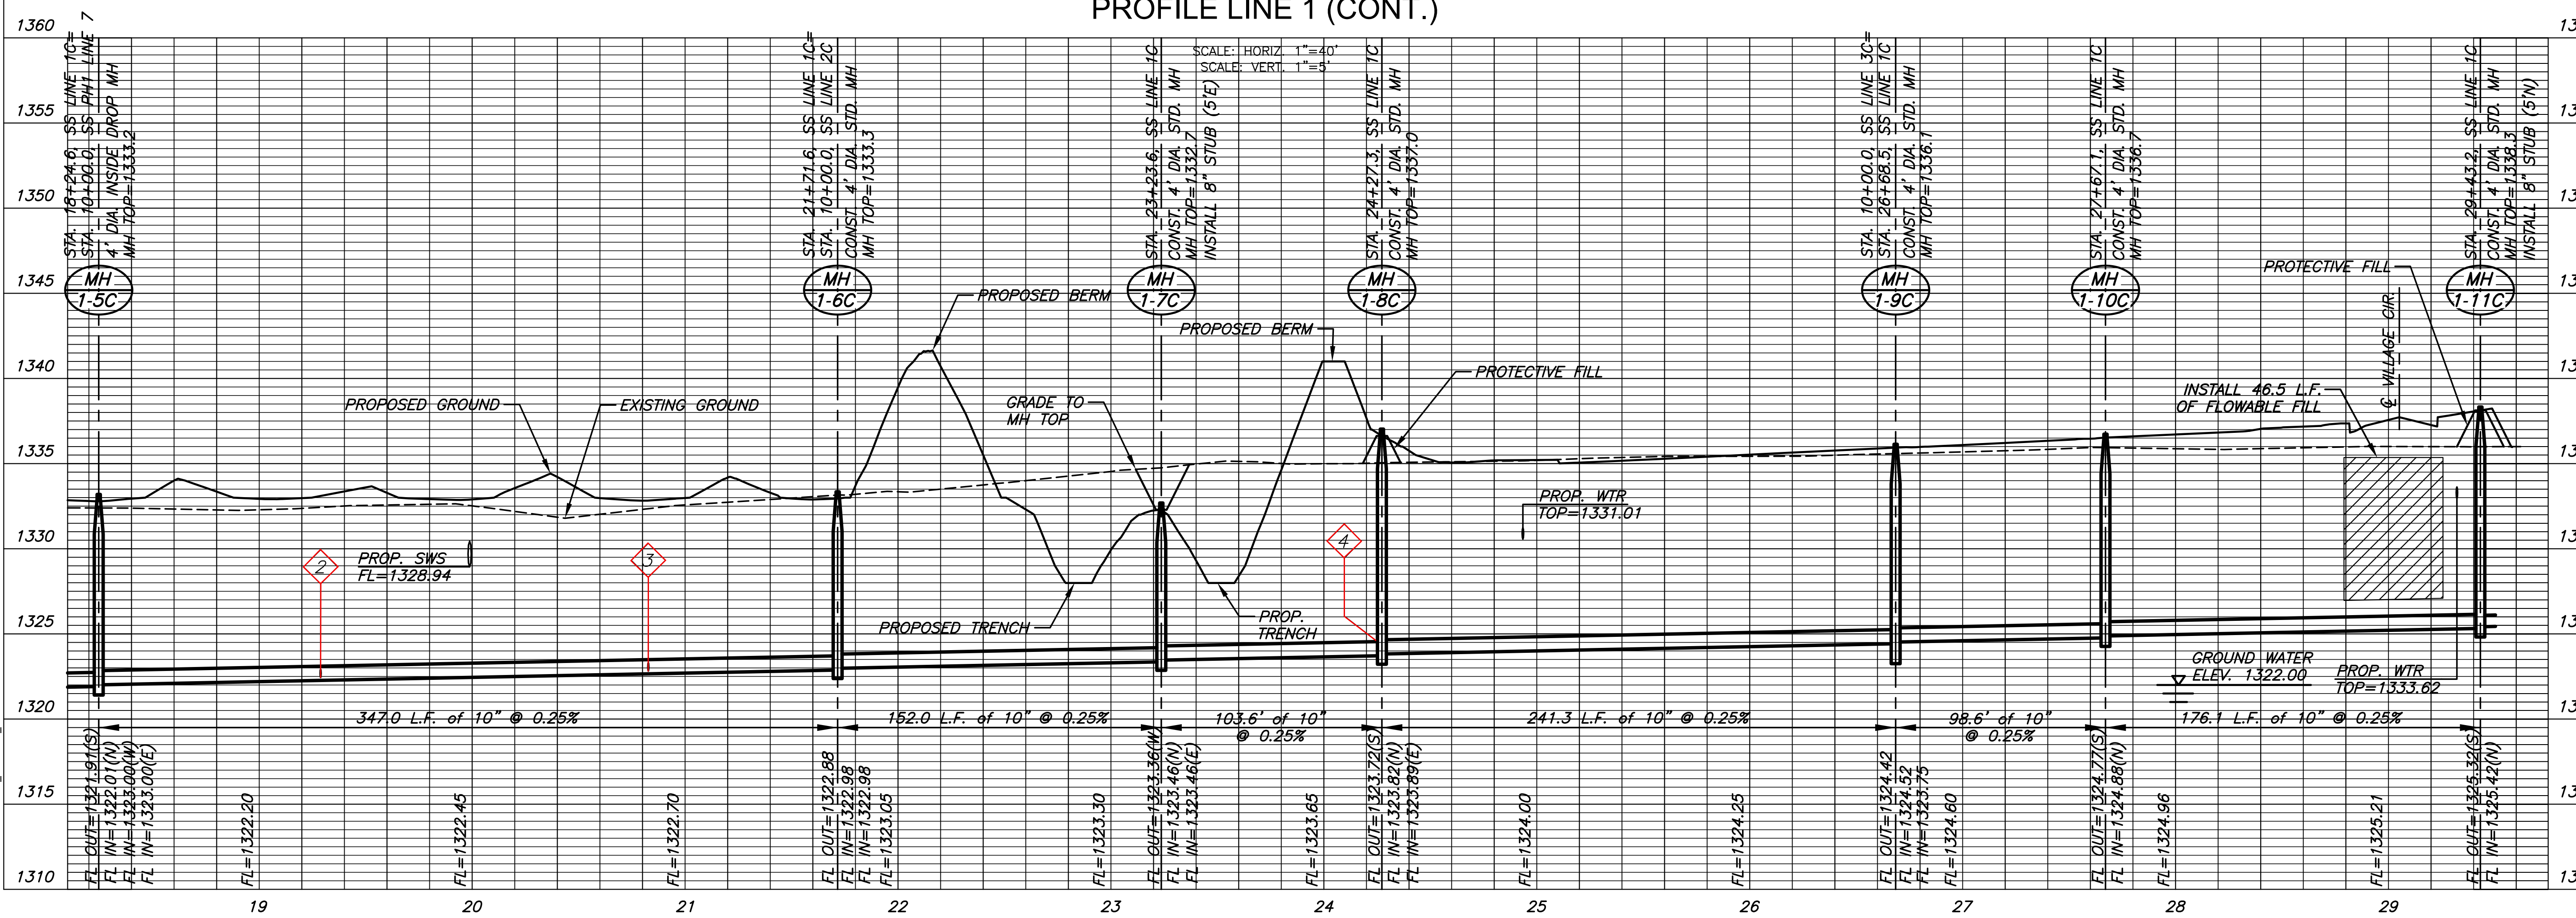 PROFILE LINE 1 (CONT.)
SCALE: HORIZ. 1"=40'
SCALE: VERT. 1"=5'
1360
1355
1350
1345
1340
1335
1330
1325
1320
1315
1310
STA. 18+24.6, SS LINE 1C=
STA. 10+00.0, SS PH1 LINE 7
4' DIA. INSIDE DROP MH
MH TOP=1333.2
MH
1-5C
STA. 21+71.6, SS LINE 1C=
STA. 10+00.0, SS LINE 2C
CONST. 4' DIA. STD. MH
MH TOP=1333.3
MH
1-6C
STA. 23+23.6, SS LINE 1C
CONST. 4' DIA. STD. MH
MH TOP=1332.7
INSTALL 8" STUB (5'E)
MH
1-7C
STA. 24+27.3, SS LINE 1C
CONST. 4' DIA. STD. MH
MH TOP=1337.0
MH
1-8C
STA. 10+00.0, SS LINE 3C=
STA. 26+68.5, SS LINE 1C
CONST. 4' DIA. STD. MH
MH TOP=1336.1
MH
1-9C
STA. 27+67.1, SS LINE 1C
CONST. 4' DIA. STD. MH
MH TOP=1336.7
MH
1-10C
STA. 29+43.2, SS LINE 1C
CONST. 4' DIA. STD. MH
MH TOP=1338.3
INSTALL 8" STUB (5'N)
MH
1-11C
PROPOSED GROUND
EXISTING GROUND
PROPOSED BERM
GRADE TO
MH TOP
PROPOSED BERM
PROTECTIVE FILL
PROTECTIVE FILL
VILLAGE CIR.
INSTALL 46.5 L.F.
OF FLOWABLE FILL
2
PROP. SWS
FL=1328.94
3
PROPOSED TRENCH
PROP.
TRENCH
4
PROP. WTR
TOP=1331.01
GROUND WATER
ELEV. 1322.00
PROP. WTR
TOP=1333.62
347.0 L.F. of 10" @ 0.25%
152.0 L.F. of 10" @ 0.25%
103.6' of 10"
@ 0.25%
241.3 L.F. of 10" @ 0.25%
98.6' of 10"
@ 0.25%
176.1 L.F. of 10" @ 0.25%
FL OUT=1321.91(S)
FL IN=1322.01(N)
FL IN=1323.00(W)
FL IN=1323.00(E)
FL=1322.20
FL=1322.45
FL=1322.70
FL OUT=1322.88
FL IN=1322.98
FL IN=1322.98
FL=1323.05
FL=1323.30
FL OUT=1323.36(W)
FL IN=1323.46(N)
FL IN=1323.46(E)
FL=1323.65
FL OUT=1323.72(S)
FL IN=1323.82(N)
FL IN=1323.89(E)
FL=1324.00
FL=1324.25
FL OUT=1324.42
FL IN=1324.52
FL IN=1323.75
FL=1324.60
FL OUT=1324.77(S)
FL IN=1324.88(N)
FL=1324.96
FL=1325.21
FL OUT=1325.32(S)
FL IN=1325.42(N)
19
20
21
22
23
24
25
26
27
28
29